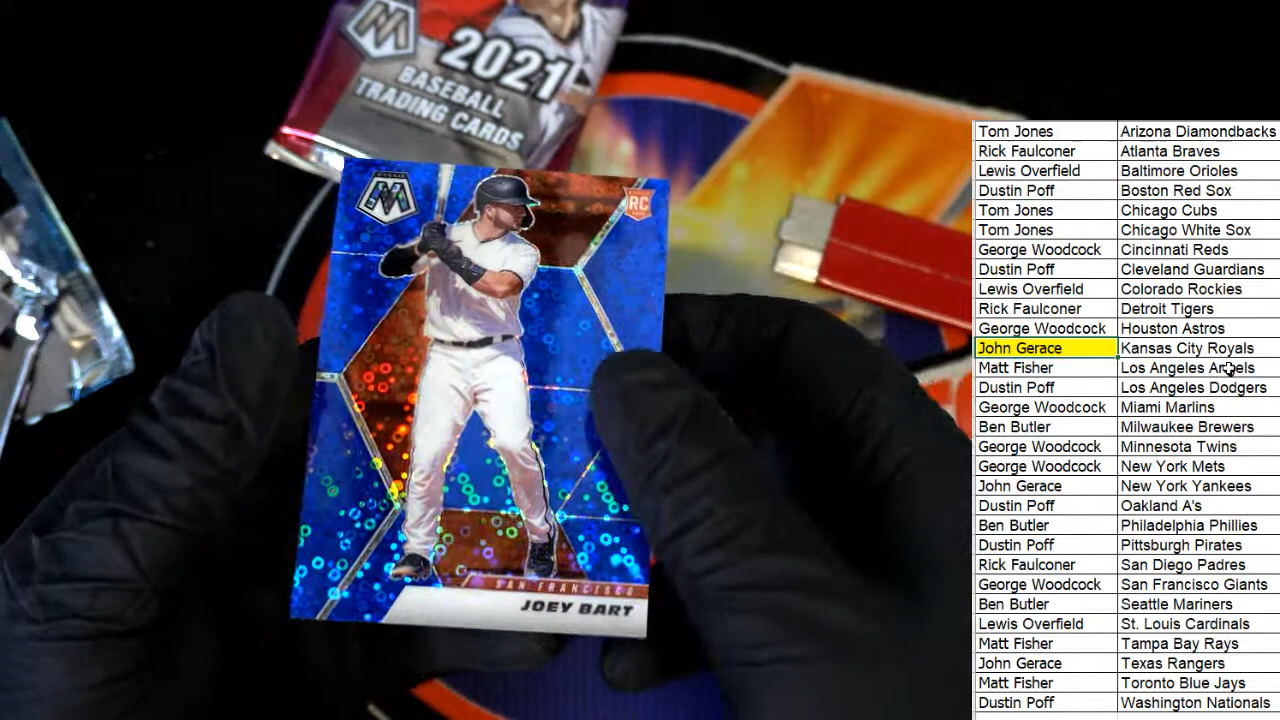 2021
BASEBALL
TRADING CARDS
RC
SAN FRANCISCO
JOEY BART
Tom Jones Arizona Diamondbacks
Rick Faulconer Atlanta Braves
Lewis Overfield Baltimore Orioles
Dustin Poff Boston Red Sox
Tom Jones Chicago Cubs
Tom Jones Chicago White Sox
George Woodcock Cincinnati Reds
Dustin Poff Cleveland Guardians
Lewis Overfield Colorado Rockies
Rick Faulconer Detroit Tigers
George Woodcock Houston Astros
John Gerace Kansas City Royals
Matt Fisher Los Angeles Angels
Dustin Poff Los Angeles Dodgers
George Woodcock Miami Marlins
Ben Butler Milwaukee Brewers
George Woodcock Minnesota Twins
George Woodcock New York Mets
John Gerace New York Yankees
Dustin Poff Oakland A's
Ben Butler Philadelphia Phillies
Dustin Poff Pittsburgh Pirates
Rick Faulconer San Diego Padres
George Woodcock San Francisco Giants
Ben Butler Seattle Mariners
Lewis Overfield St. Louis Cardinals
Matt Fisher Tampa Bay Rays
John Gerace Texas Rangers
Matt Fisher Toronto Blue Jays
Dustin Poff Washington Nationals